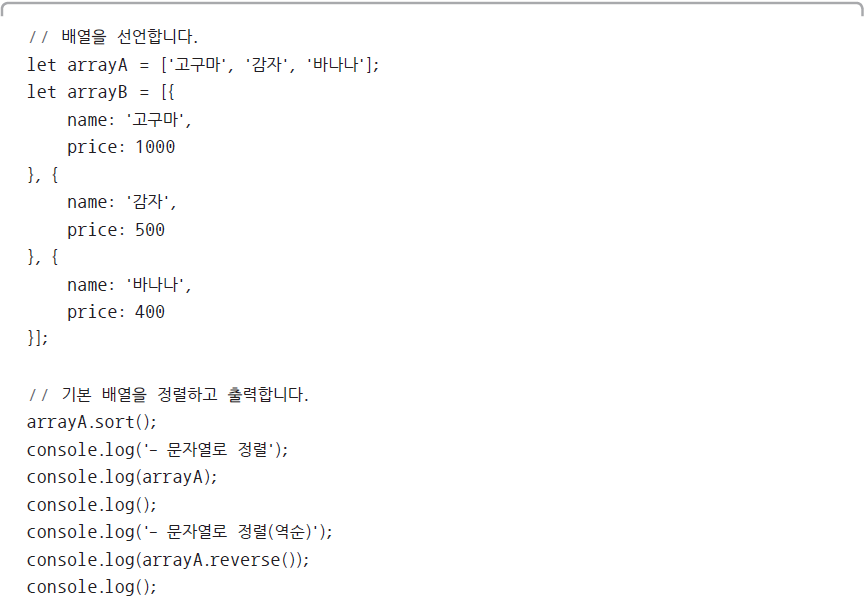 // 배열을 선언합니다.
let arrayA = ['고구마', '감자', '바나나'];
let arrayB = [{
    name: '고구마',
    price: 1000
}, {
    name: '감자',
    price: 500
}, {
    name: '바나나',
    price: 400
}];

// 기본 배열을 정렬하고 출력합니다.
arrayA.sort();
console.log('- 문자열로 정렬');
console.log(arrayA);
console.log();
console.log('- 문자열로 정렬(역순)');
console.log(arrayA.reverse());
console.log();